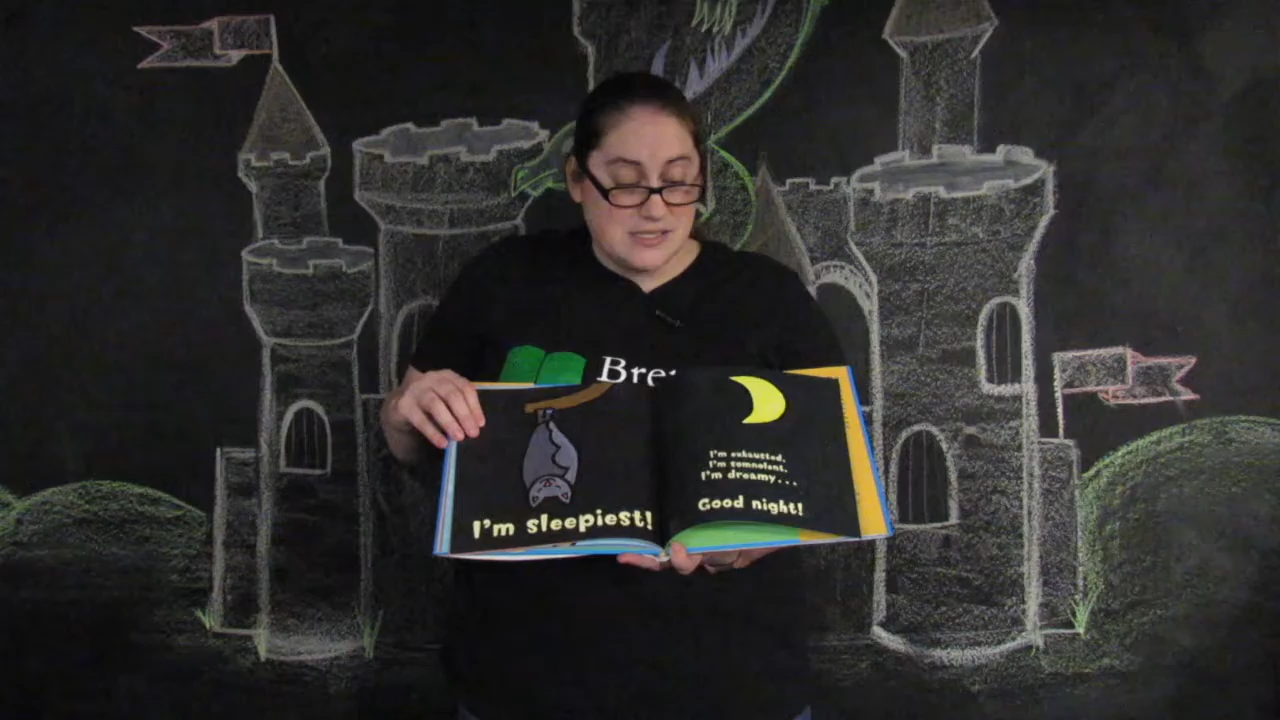 Bre
I'm sleepiest!
I'm exhausted.
I'm somnolent.
I'm dreamy...
Good night!